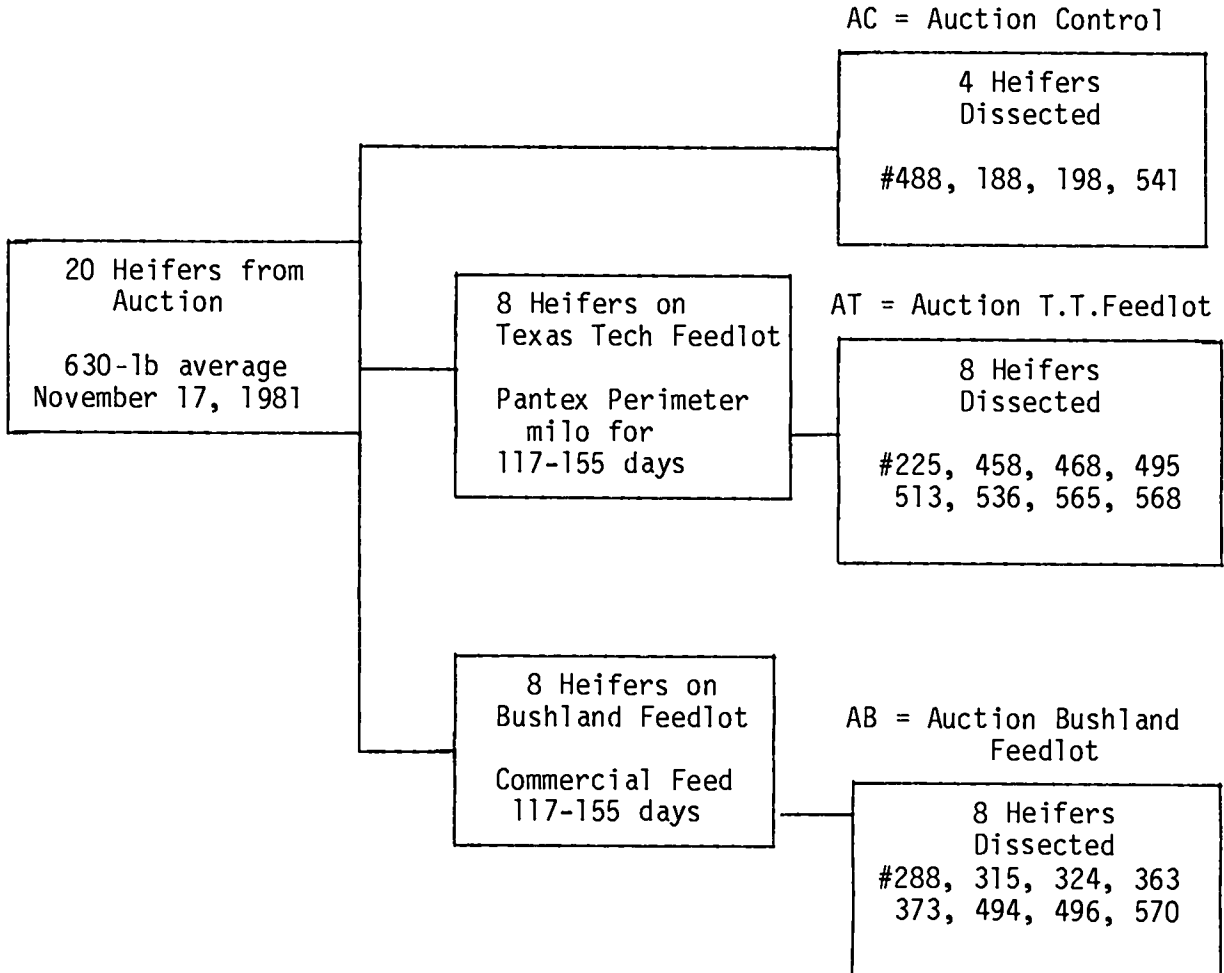 AC = Auction Control
4 Heifers
Dissected
#488, 188, 198, 541
20 Heifers from
Auction
630-lb average
November 17, 1981
8 Heifers on
Texas Tech Feedlot
Pantex Perimeter
milo for
117-155 days
AT = Auction T.T.Feedlot
8 Heifers
Dissected
#225, 458, 468, 495
513, 536, 565, 568
8 Heifers on
Bushland Feedlot
Commercial Feed
117-155 days
AB = Auction Bushland
Feedlot
8 Heifers
Dissected
#288, 315, 324, 363
373, 494, 496, 570